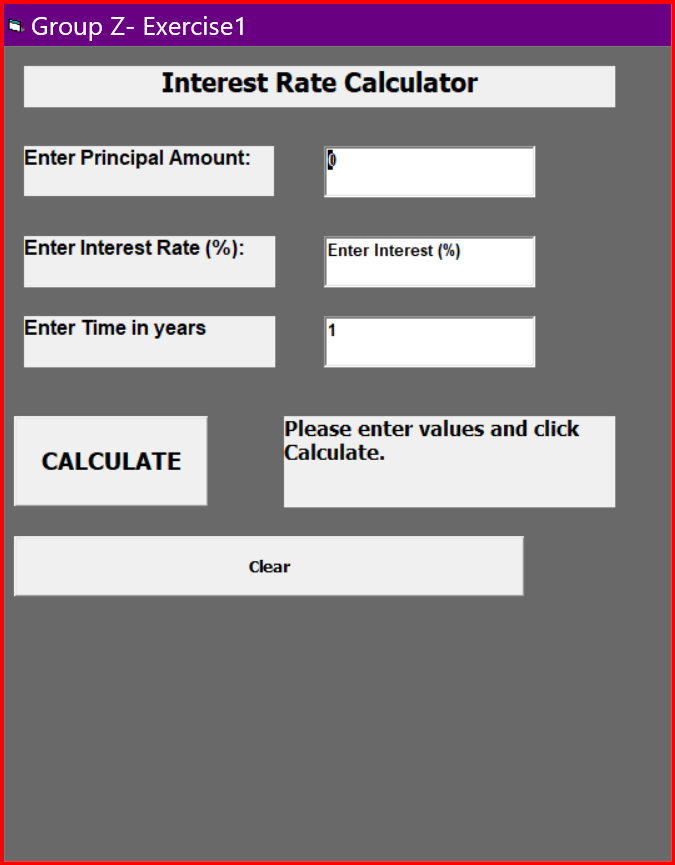 Group Z- Exercise1
Interest Rate Calculator
Enter Principal Amount:
0
Enter Interest Rate (%):
Enter Interest (%)
Enter Time in years
1
CALCULATE
Please enter values and click
Calculate.
Clear